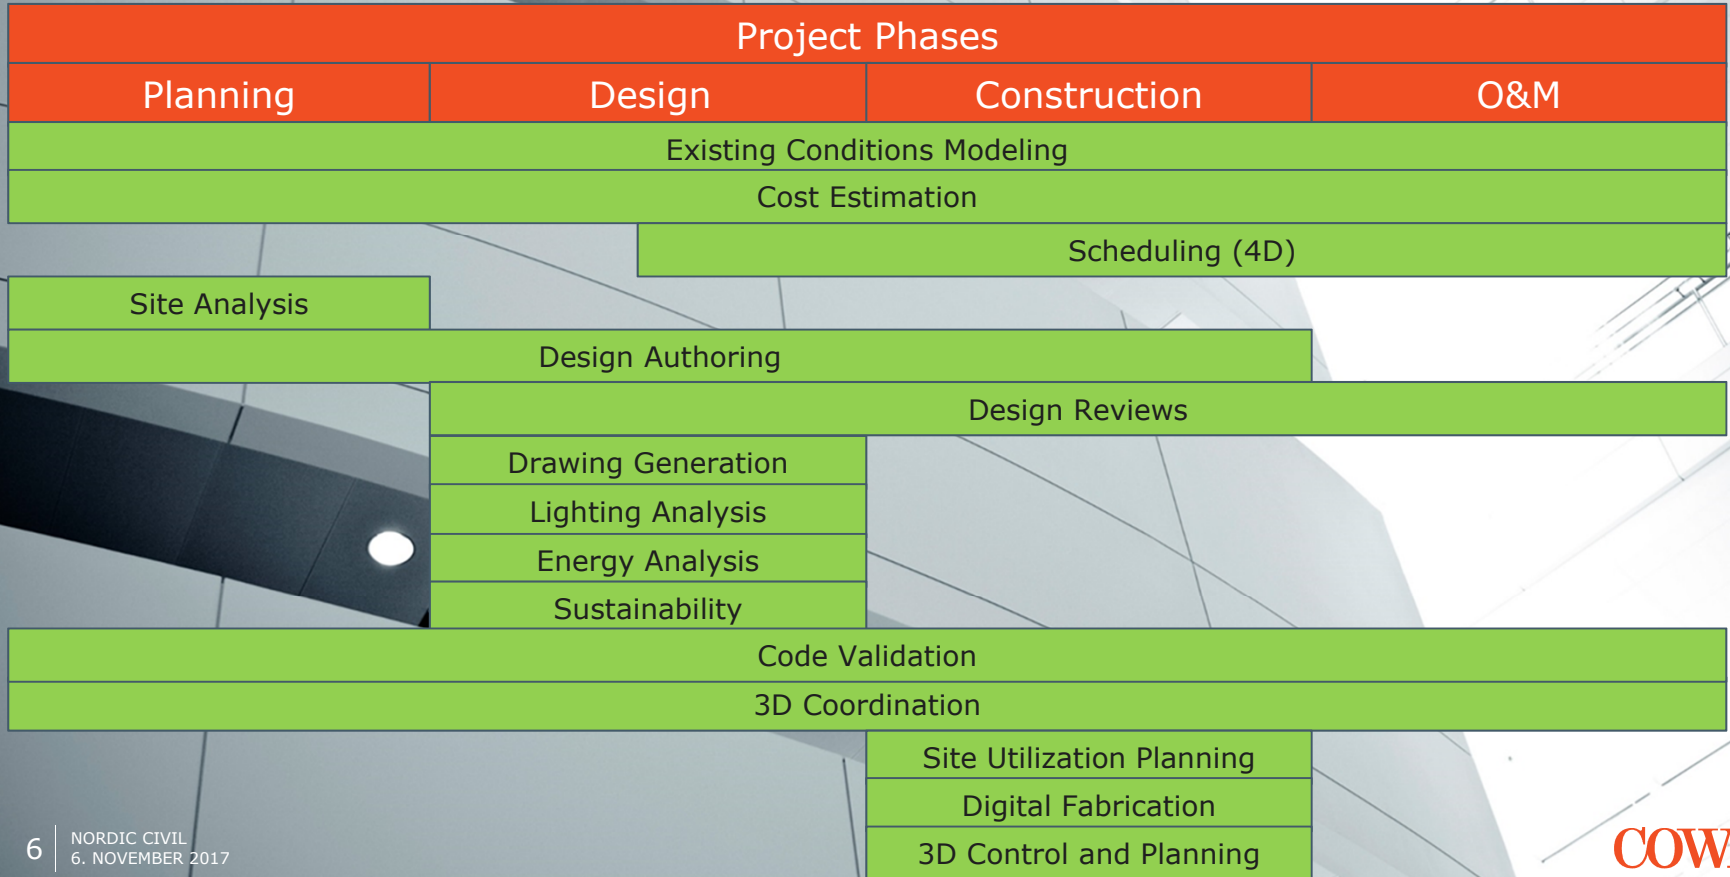 Project Phases
Planning Design Construction O&M
Existing Conditions Modeling
Cost Estimation
Scheduling (4D)
Site Analysis
Design Authoring
Design Reviews
Drawing Generation
Lighting Analysis
Energy Analysis
Sustainability
Code Validation
3D Coordination
Site Utilization Planning
Digital Fabrication
3D Control and Planning
6
NORDIC CIVIL
6. NOVEMBER 2017